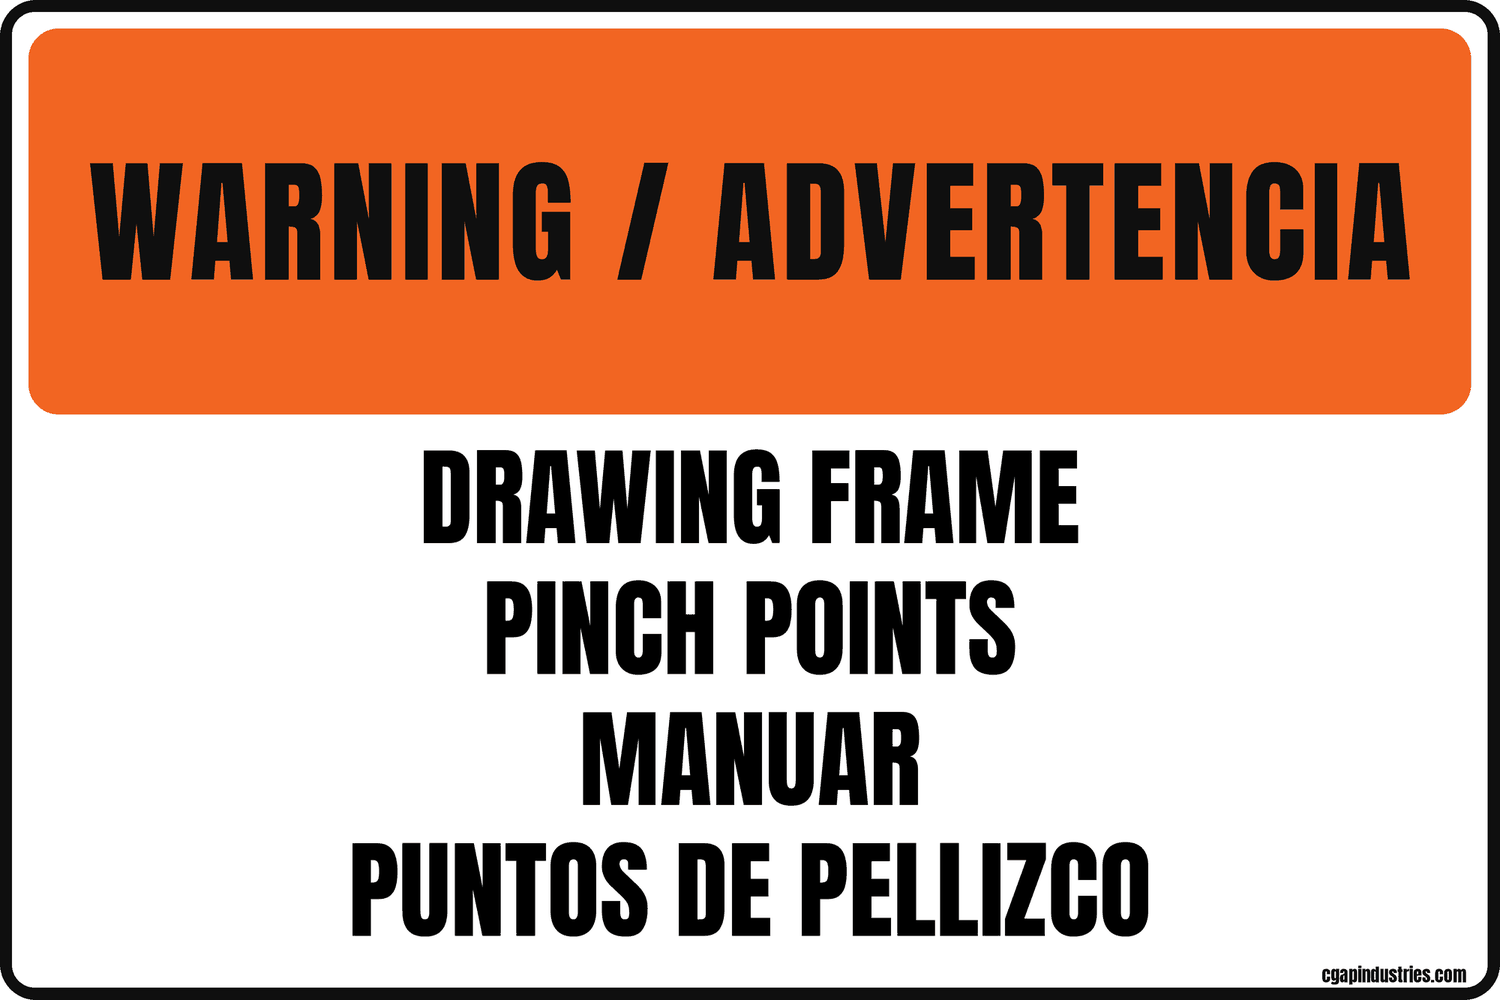 WARNING / ADVERTENCIA
DRAWING FRAME
PINCH POINTS
MANUAR
PUNTOS DE PELLIZCO
cgapindustries.com